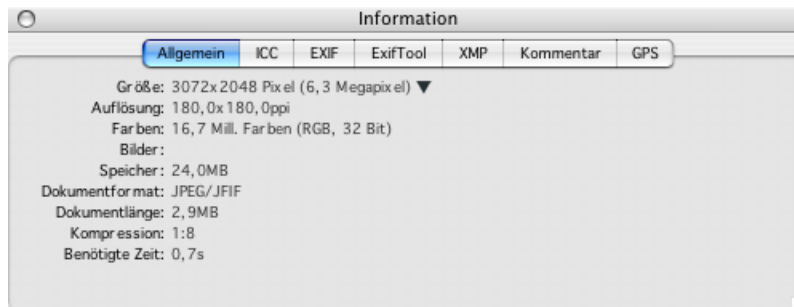 Information
Allgemein ICC EXIF ExifTool XMP Kommentar GPS
Größe: 3072x2048 Pixel (6,3 Megapixel) ▼
Auflösung: 180,0x180,0ppi
Farben: 16,7 Mill. Farben (RGB, 32 Bit)
Bilder:
Speicher: 24,0MB
Dokumentformat: JPEG/JFIF
Dokumentlänge: 2,9MB
Kompression: 1:8
Benötigte Zeit: 0,7s